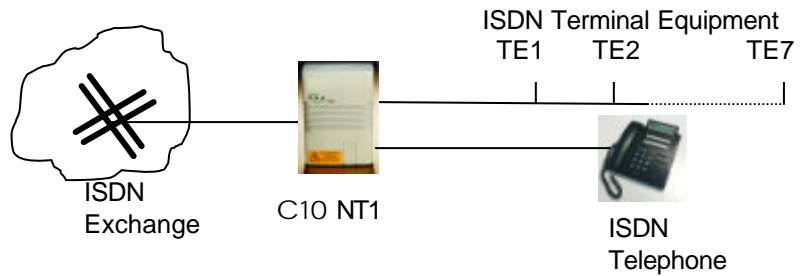 ISDN Terminal Equipment
TE1 TE2 TE7
ISDN
Exchange
C10 NT1
ISDN
Telephone